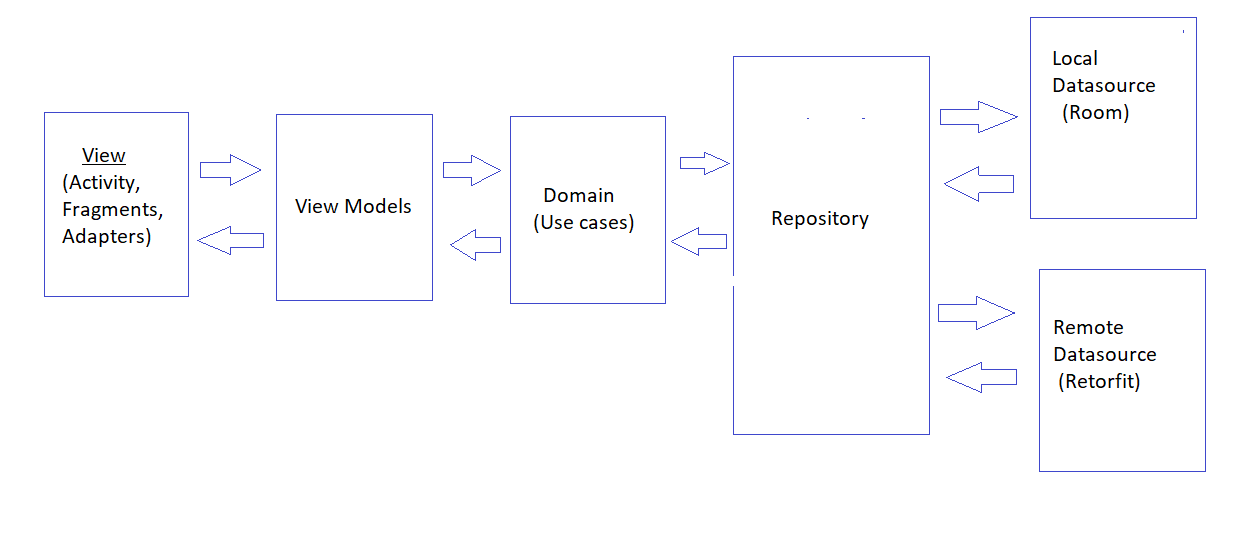 View
(Activity,
Fragments,
Adapters)
View Models
Domain
(Use cases)
Repository
Local
Datasource
(Room)
Remote
Datasource
(Retorfit)